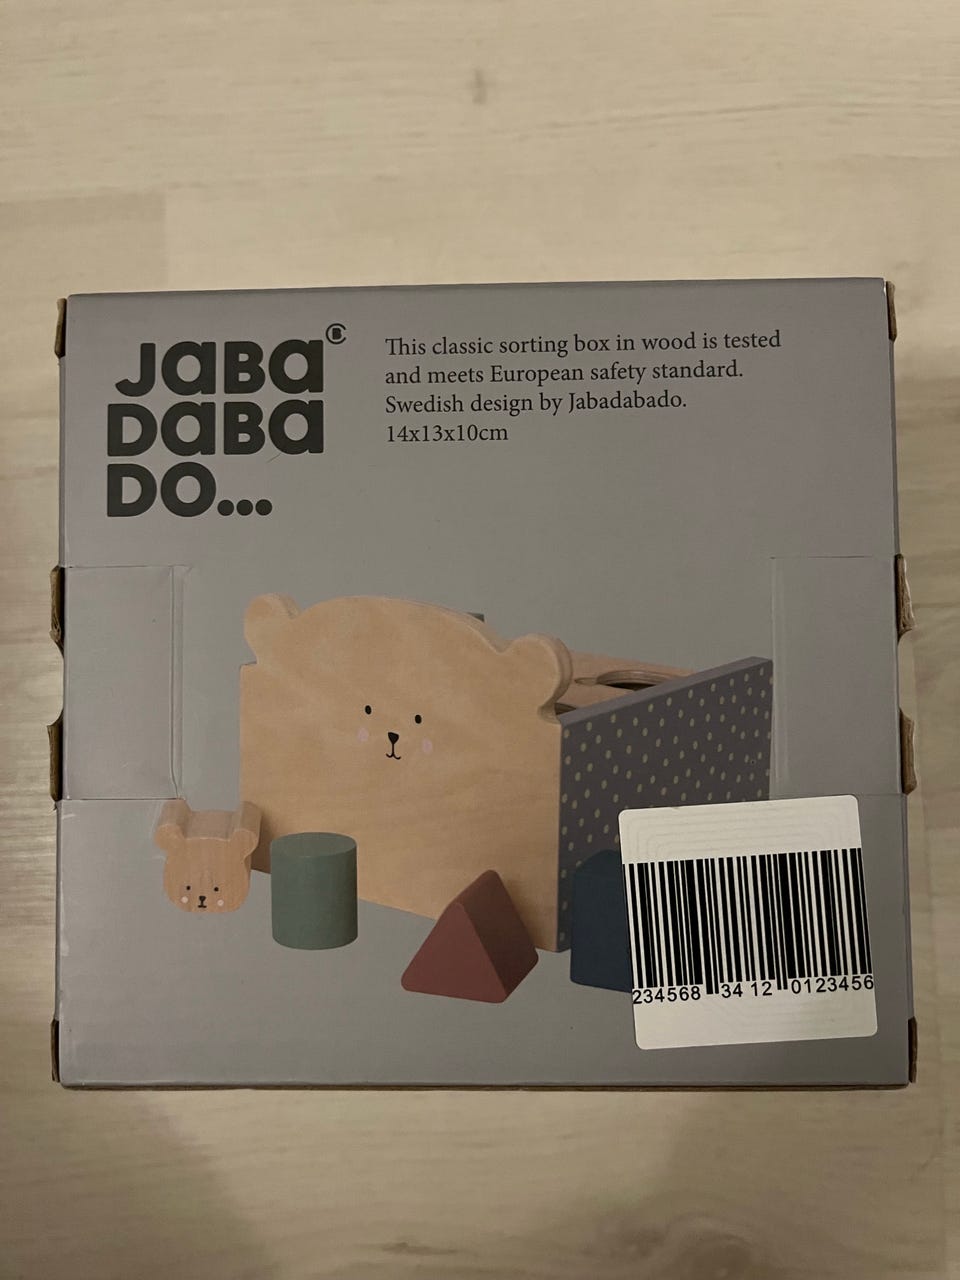 JABA
DABA
DO...
This classic sorting box in wood is tested
and meets European safety standard.
Swedish design by Jabadabado.
14x13x10cm
234568 34 12 0123456